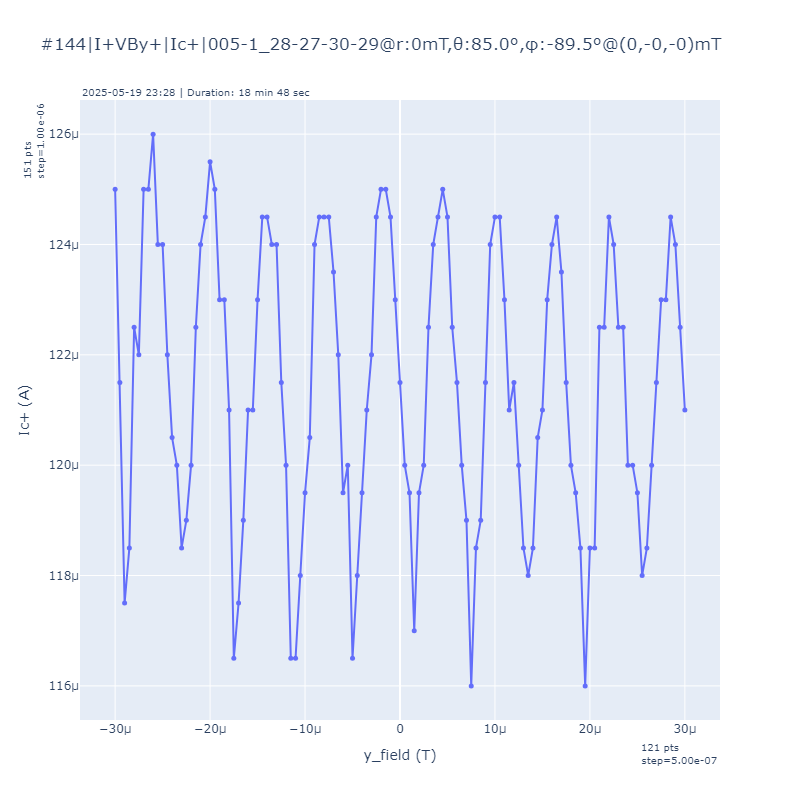 #144|I+VBy+|Ic+|005-1_28-27-30-29@r:0mT,θ:85.0°,φ:-89.5°@(0,-0,-0)mT
2025-05-19 23:28 | Duration: 18 min 48 sec
151 pts
step=1.00e-06
126μ
124μ
122μ
120μ
118μ
116μ
Ic+ (A)
−30μ
−20μ
−10μ
0
10μ
20μ
30μ
y_field (T)
121 pts
step=5.00e-07